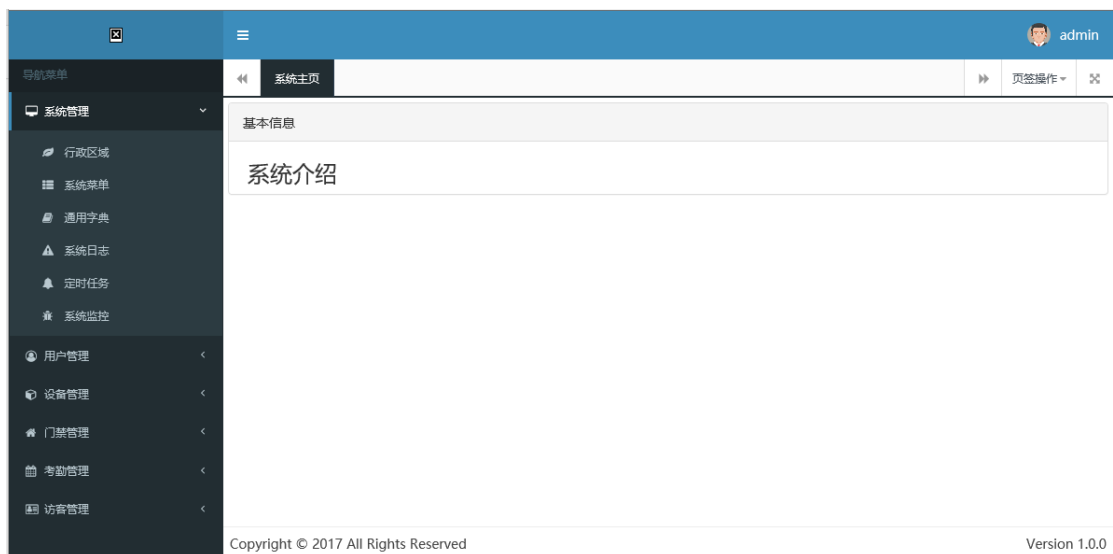 admin
导航菜单
系统主页
页签操作
系统管理
基本信息
行政区域
系统介绍
系统菜单
通用字典
系统日志
定时任务
系统监控
用户管理
设备管理
门禁管理
考勤管理
访客管理
Copyright © 2017 All Rights Reserved
Version 1.0.0